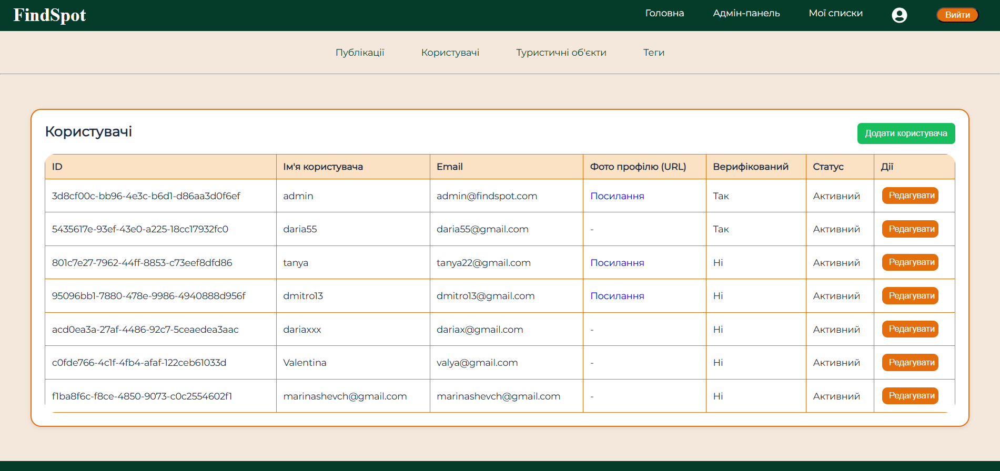 FindSpot Головна Адмін-панель Мої списки Вийти
Публікації Користувачі Туристичні об'єкти Теги
Користувачі Додати користувача
ID Ім'я користувача Email Фото профілю (URL) Верифікований Статус Дії
3d8cf00c-bb96-4e3c-b6d1-d86aa3d0f6ef admin admin@findspot.com Посилання Так Активний Редагувати
5435617e-93ef-43e0-a225-18cc17932fc0 daria55 daria55@gmail.com - Так Активний Редагувати
801c7e27-7962-44ff-8853-c73eef8dfd86 tanya tanya22@gmail.com Посилання Ні Активний Редагувати
95096bb1-7880-478e-9986-4940888d956f dmitro13 dmitro13@gmail.com Посилання Ні Активний Редагувати
acd0ea3a-27af-4486-92c7-5ceaedea3aac dariaxxx dariax@gmail.com - Ні Активний Редагувати
c0fde766-4c1f-4fb4-afaf-122ceb61033d Valentina valya@gmail.com - Ні Активний Редагувати
f1ba8f6c-f8ce-4850-9073-c0c2554602f1 marinashevch@gmail.com marinashevch@gmail.com - Ні Активний Редагувати